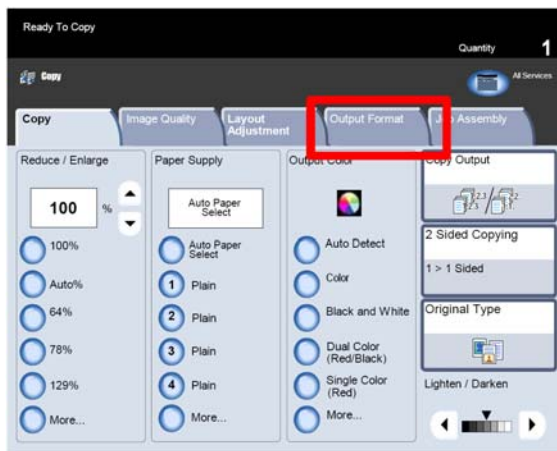 Ready To Copy
Quantity 1
Copy
All Services
Copy
Image Quality
Layout
Adjustment
Output Format
Job Assembly
Reduce / Enlarge
100 %
100%
Auto%
64%
78%
129%
More...
Paper Supply
Auto Paper
Select
Auto Paper
Select
1 Plain
2 Plain
3 Plain
4 Plain
More...
Output Color
Auto Detect
Color
Black and White
Dual Color
(Red/Black)
Single Color
(Red)
More...
Copy Output
2 Sided Copying
1 > 1 Sided
Original Type
Lighten / Darken